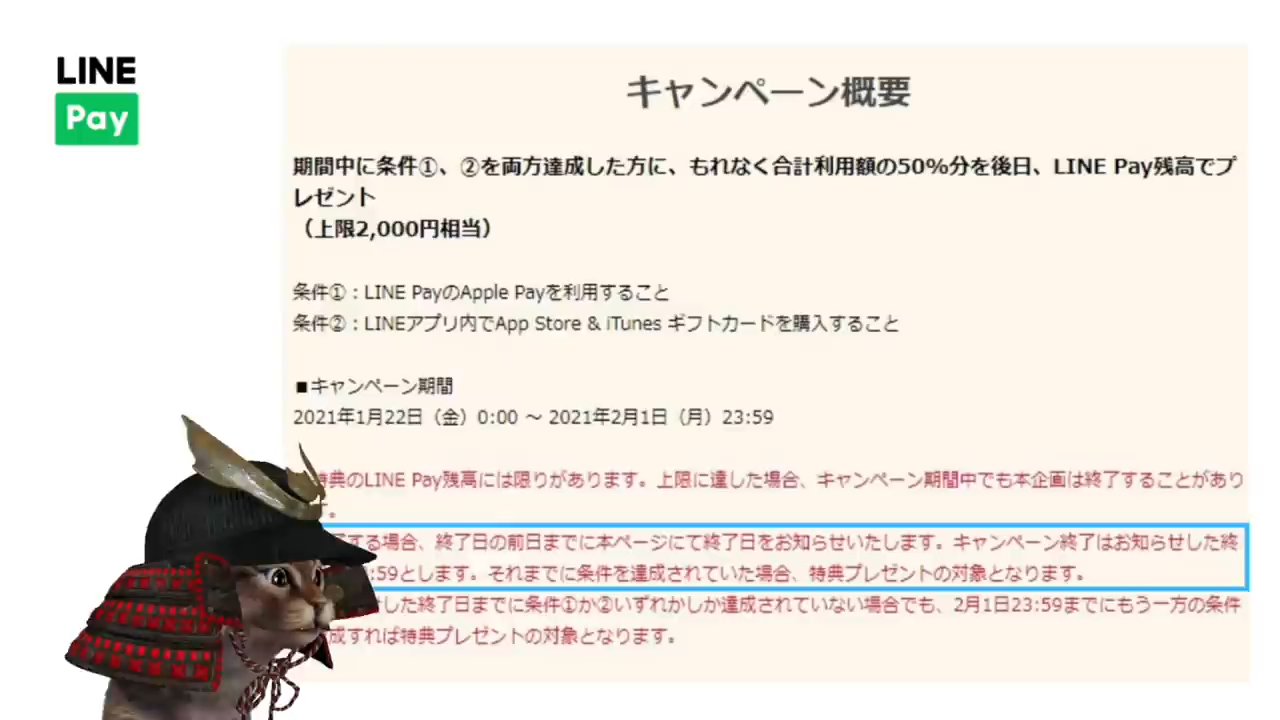 LINE
Pay
キャンペーン概要
期間中に条件①、②を両方達成した方に、もれなく合計利用額の50%分を後日、LINE Pay残高でプ
レゼント
（上限2,000円相当）
条件①：LINE PayのApple Payを利用すること
条件②：LINEアプリ内でApp Store & iTunes ギフトカードを購入すること
■キャンペーン期間
2021年1月22日（金）0:00 ～ 2021年2月1日（月）23:59
特典のLINE Pay残高には限りがあります。上限に達した場合、キャンペーン期間中でも本企画は終了することがあり
。
する場合、終了日の前日までに本ページにて終了日をお知らせいたします。キャンペーン終了はお知らせした終
:59とします。それまでに条件を達成されていた場合、特典プレゼントの対象となります。
した終了日までに条件①か②いずれかしか達成されていない場合でも、2月1日23:59までにもう一方の条件
成すれば特典プレゼントの対象となります。